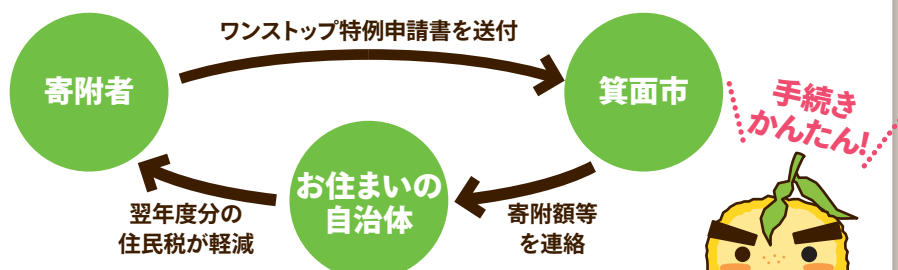 ワンストップ特例申請書を送付
寄附者
箕面市
手続き
かんたん!
お住まいの
自治体
翌年度分の
住民税が軽減
寄附額等
を連絡